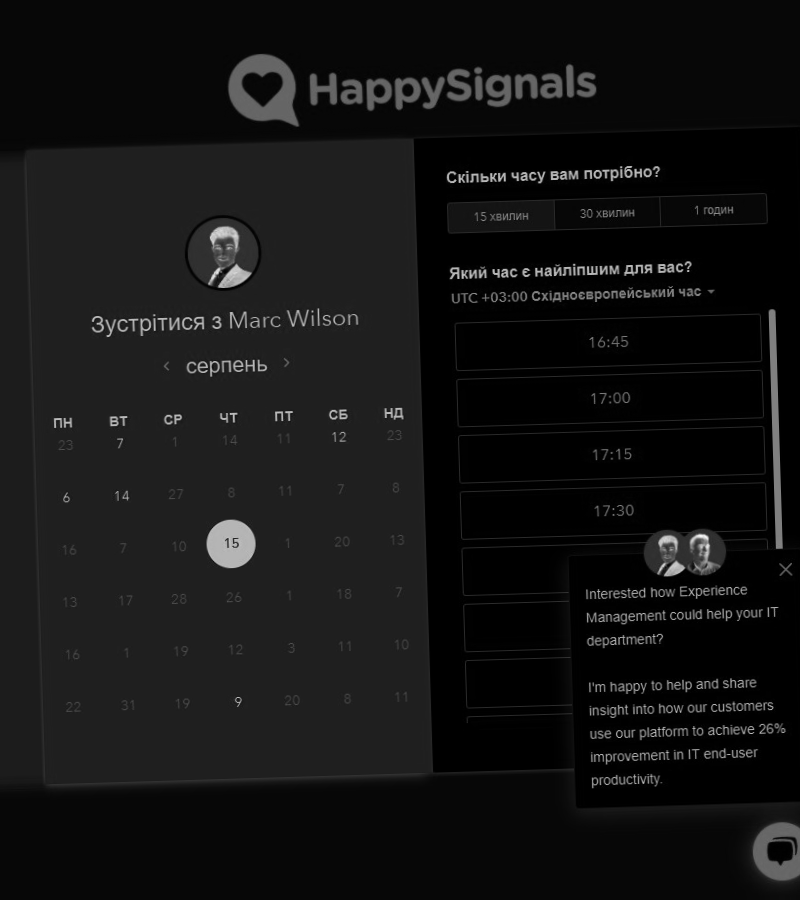 HappySignals
Зустрітися з Marc Wilson
серпень
ПН ВТ СР ЧТ ПТ СБ НД
23 7 1 14 11 12 23
6 14 27 8 11 7 8
16 7 10 15 1 20 13
13 17 28 26 1 18 7
16 1 19 12 3 11 10
22 31 19 9 20 8 11
Скільки часу вам потрібно?
15 хвилин 30 хвилин 1 годин
Який час є найліпшим для вас?
UTC +03:00 Східноєвропейський час
16:45
17:00
17:15
17:30
Interested how Experience
Management could help your IT
department?
I'm happy to help and share
insight into how our customers
use our platform to achieve 26%
improvement in IT end-user
productivity.